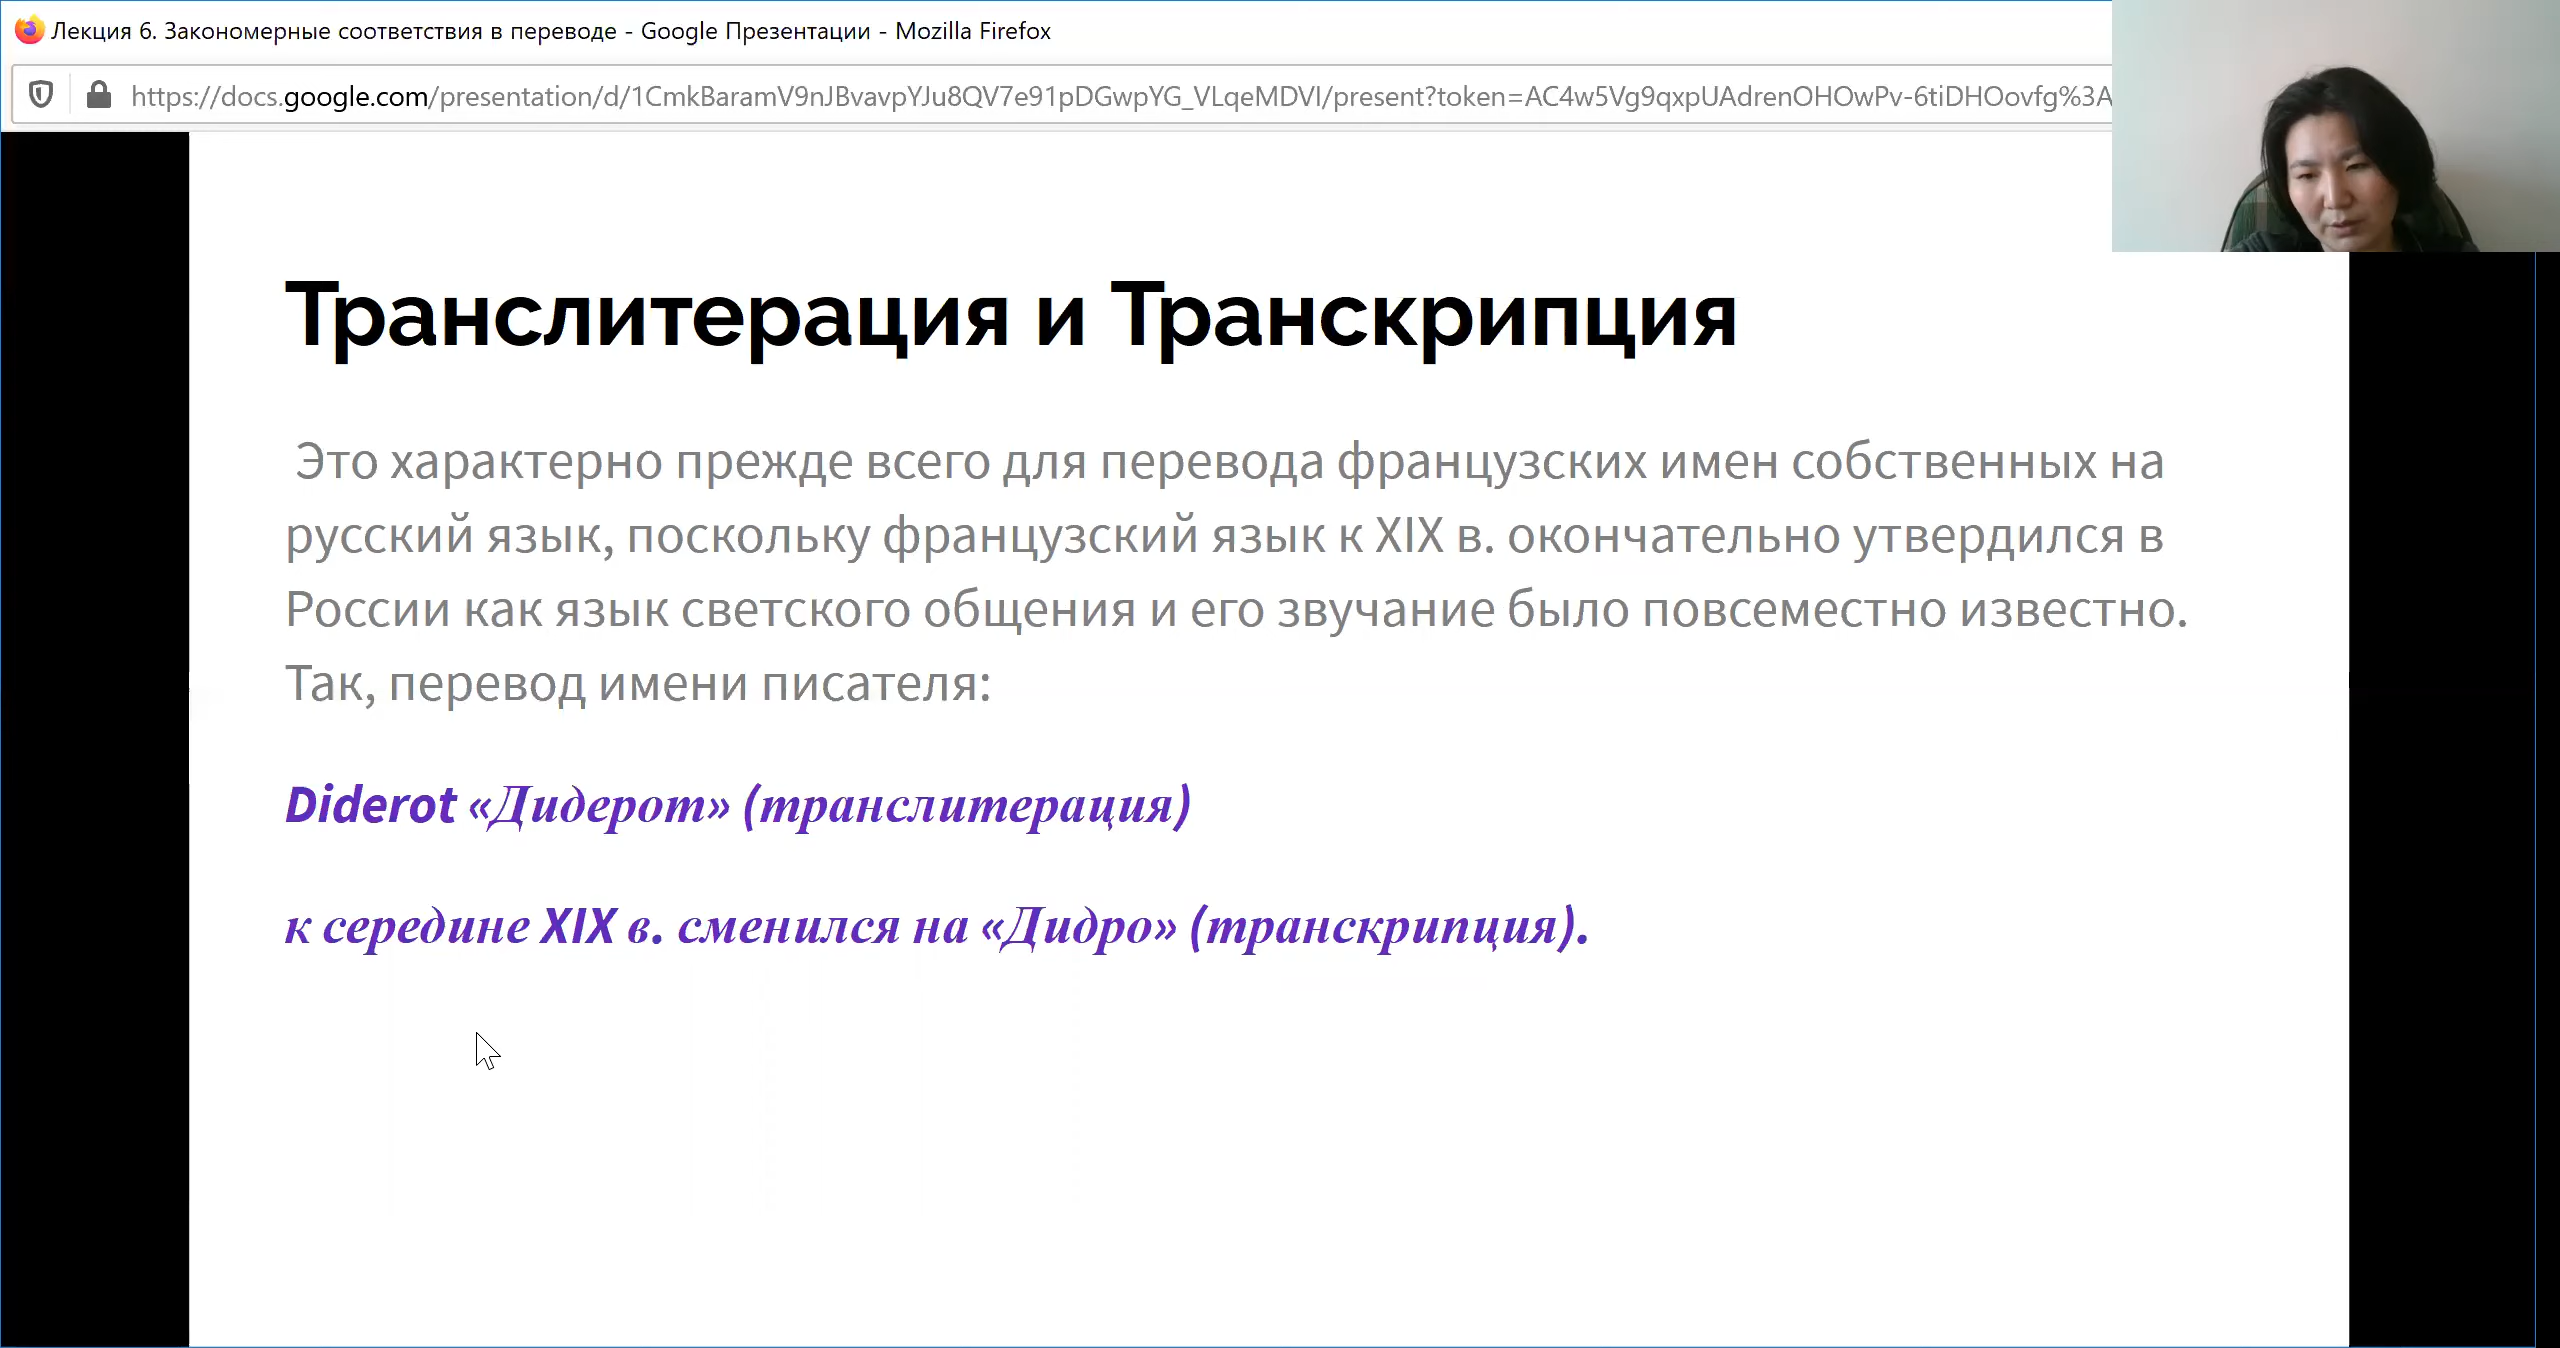 Лекция 6. Закономерные соответствия в переводе - Google Презентации - Mozilla Firefox
https://docs.google.com/presentation/d/1CmkBaramV9nJBvavpYJu8QV7e91pDGwpYG_VLqeMDVI/present?token=AC4w5Vg9qxpUAdrenOHOwPv-6tiDHOovfg%3A
Транслитерация и Транскрипция
Это характерно прежде всего для перевода французских имен собственных на
русский язык, поскольку французский язык к XIX в. окончательно утвердился в
России как язык светского общения и его звучание было повсеместно известно.
Так, перевод имени писателя:
Diderot «Дидерот» (транслитерация)
к середине XIX в. сменился на «Дидро» (транскрипция).